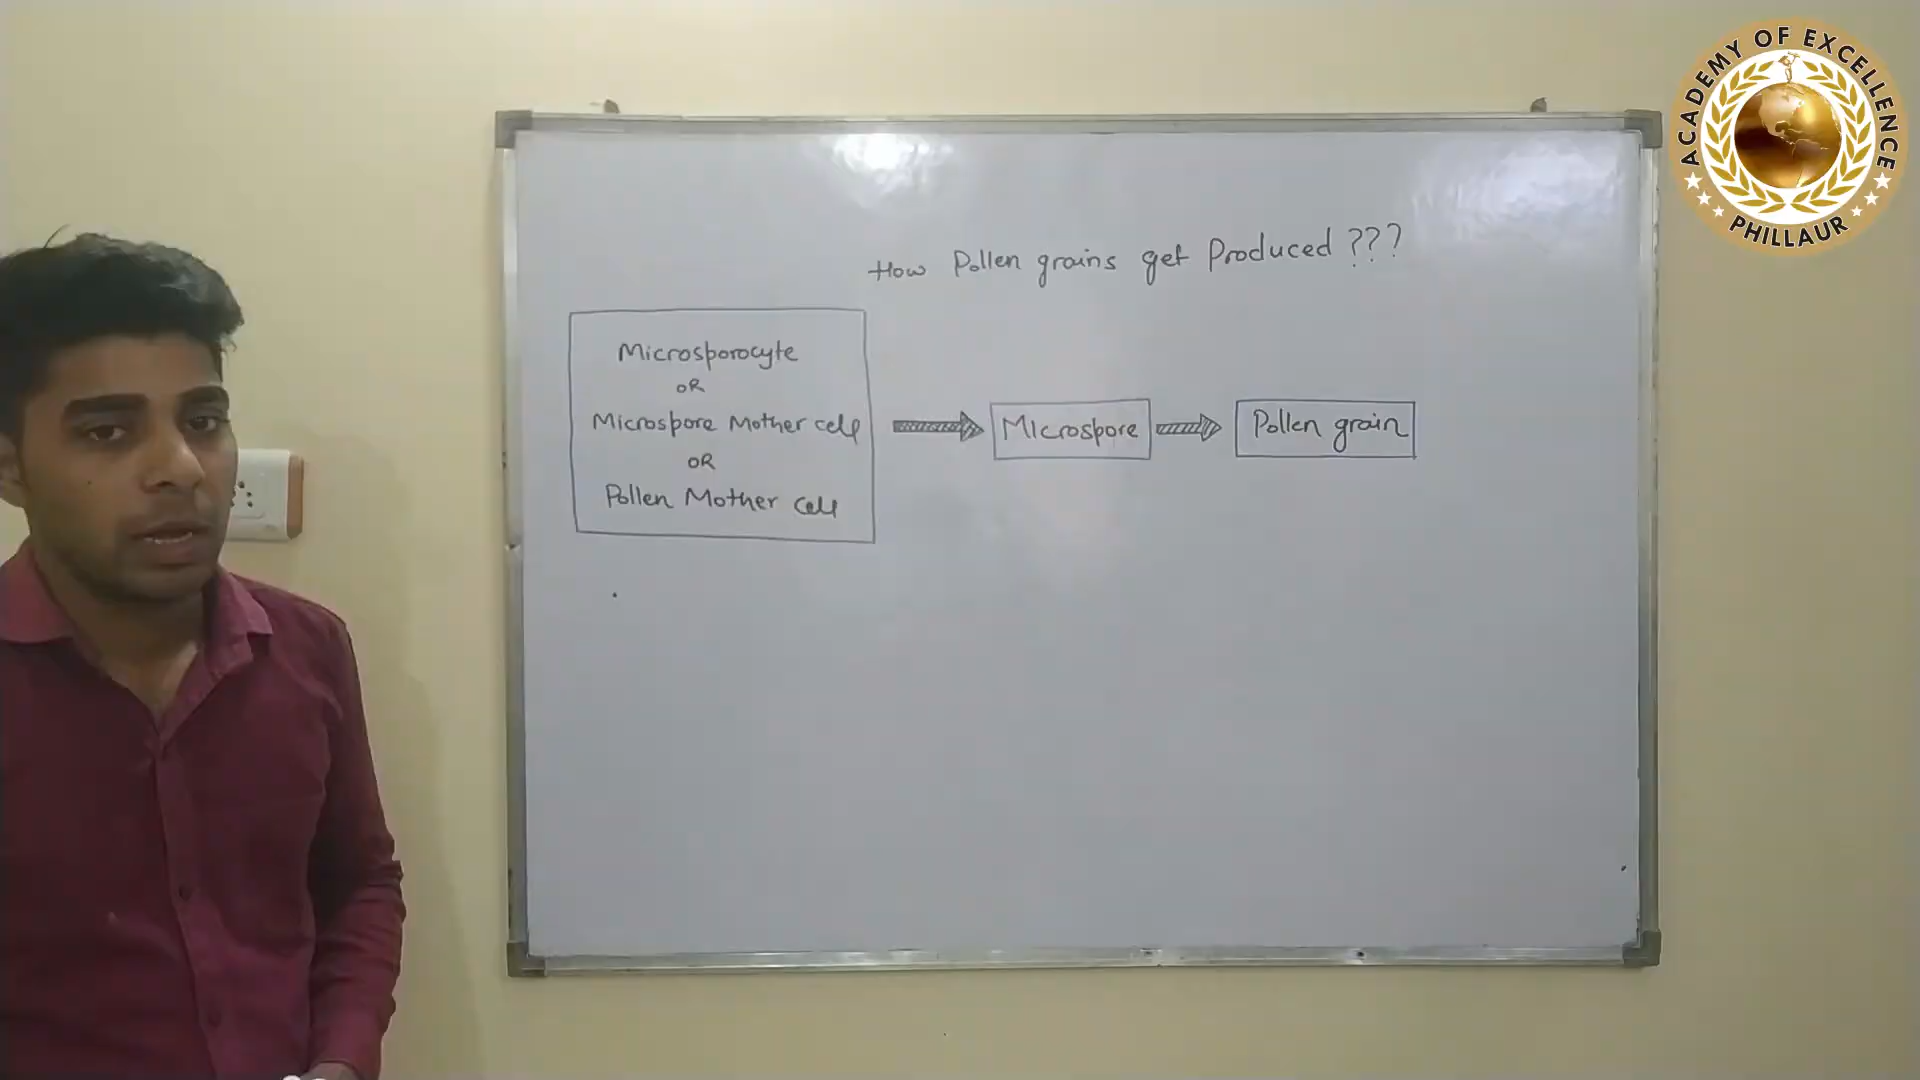 ACADEMY OF EXCELLENCE
PHILLAUR
How Pollen grains get Produced ???
Microsporocyte
OR
Microspore Mother cell
OR
Pollen Mother cell
Microspore
Pollen grain